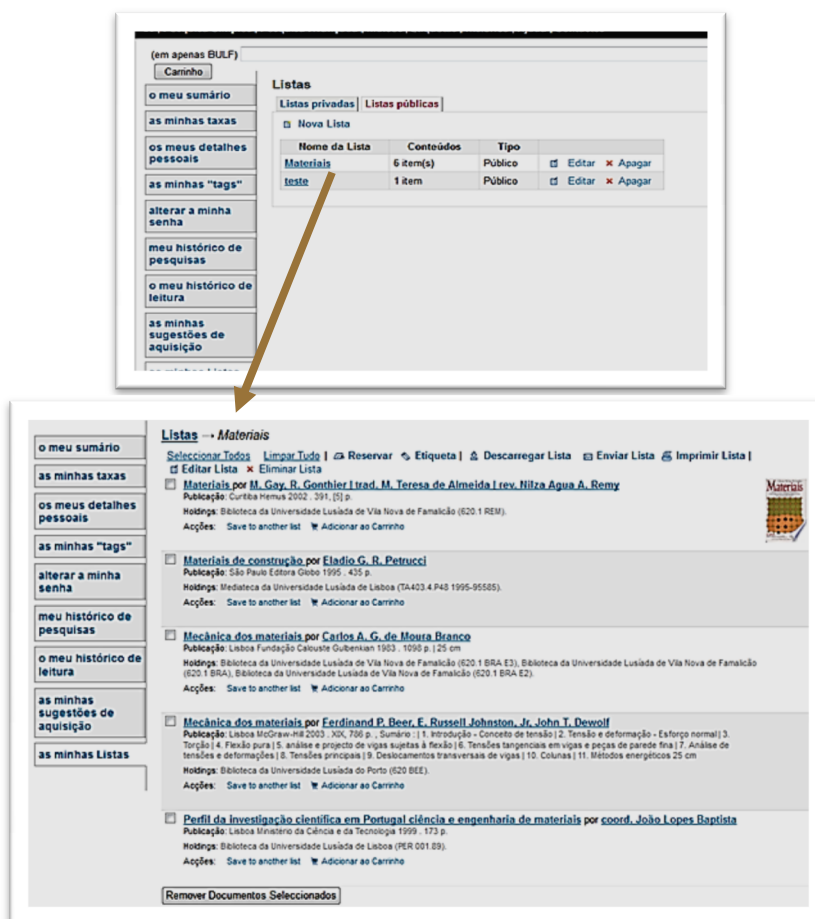 (em apenas BULF)
Carrinho
o meu sumário
as minhas taxas
os meus detalhes
pessoais
as minhas "tags"
alterar a minha
senha
meu histórico de
pesquisas
o meu histórico de
leitura
as minhas
sugestões de
aquisição
Listas
Listas privadas Listas públicas
Nova Lista
Nome da Lista Conteúdos Tipo
Materiais 6 item(s) Público Editar Apagar
teste 1 item Público Editar Apagar
o meu sumário
as minhas taxas
os meus detalhes
pessoais
as minhas "tags"
alterar a minha
senha
meu histórico de
pesquisas
o meu histórico de
leitura
as minhas
sugestões de
aquisição
as minhas Listas
Listas → Materiais
Seleccionar Todos Limpar Tudo | Reservar Etiqueta | Descarregar Lista Enviar Lista Imprimir Lista |
Editar Lista Eliminar Lista
Materiais por M. Gay, R. Gonthier | trad. M. Teresa de Almeida | rev. Nilza Agua A. Remy
Publicação: Curitiba Hemus 2002 . 391, [5] p.
Holdings: Biblioteca da Universidade Lusíada de Vila Nova de Famalicão (620.1 REM).
Acções: Save to another list Adicionar ao Carrinho
Materiais
Materiais de construção por Eladio G. R. Petrucci
Publicação: São Paulo Editora Globo 1995 . 435 p.
Holdings: Mediateca da Universidade Lusíada de Lisboa (TA403.4.P48 1995-95585).
Acções: Save to another list Adicionar ao Carrinho
Mecânica dos materiais por Carlos A. G. de Moura Branco
Publicação: Lisboa Fundação Calouste Gulbenkian 1983 . 1098 p. | 25 cm
Holdings: Biblioteca da Universidade Lusíada de Vila Nova de Famalicão (620.1 BRA E3), Biblioteca da Universidade Lusíada de Vila Nova de Famalicão
(620.1 BRA), Biblioteca da Universidade Lusíada de Vila Nova de Famalicão (620.1 BRA E2).
Acções: Save to another list Adicionar ao Carrinho
Mecânica dos materiais por Ferdinand P. Beer, E. Russell Johnston, Jr, John T. Dewolf
Publicação: Lisboa McGraw-Hill 2003 . XIX, 786 p. , Sumário : | 1. Introdução - Conceito de tensão | 2. Tensão e deformação - Esforço normal | 3.
Torção | 4. Flexão pura | 5. análise e projecto de vigas sujeitas á flexão | 6. Tensões tangenciais em vigas e peças de parede fina | 7. Análise de
tensões e deformações | 8. Tensões principais | 9. Deslocamentos transversais de vigas | 10. Colunas | 11. Métodos energéticos 25 cm
Holdings: Biblioteca da Universidade Lusíada do Porto (620 BEE).
Acções: Save to another list Adicionar ao Carrinho
Perfil da investigação científica em Portugal ciência e engenharia de materiais por coord. João Lopes Baptista
Publicação: Lisboa Ministério da Ciência e da Tecnologia 1999 . 173 p.
Holdings: Biblioteca da Universidade Lusíada de Lisboa (PER 001.89).
Acções: Save to another list Adicionar ao Carrinho
Remover Documentos Seleccionados